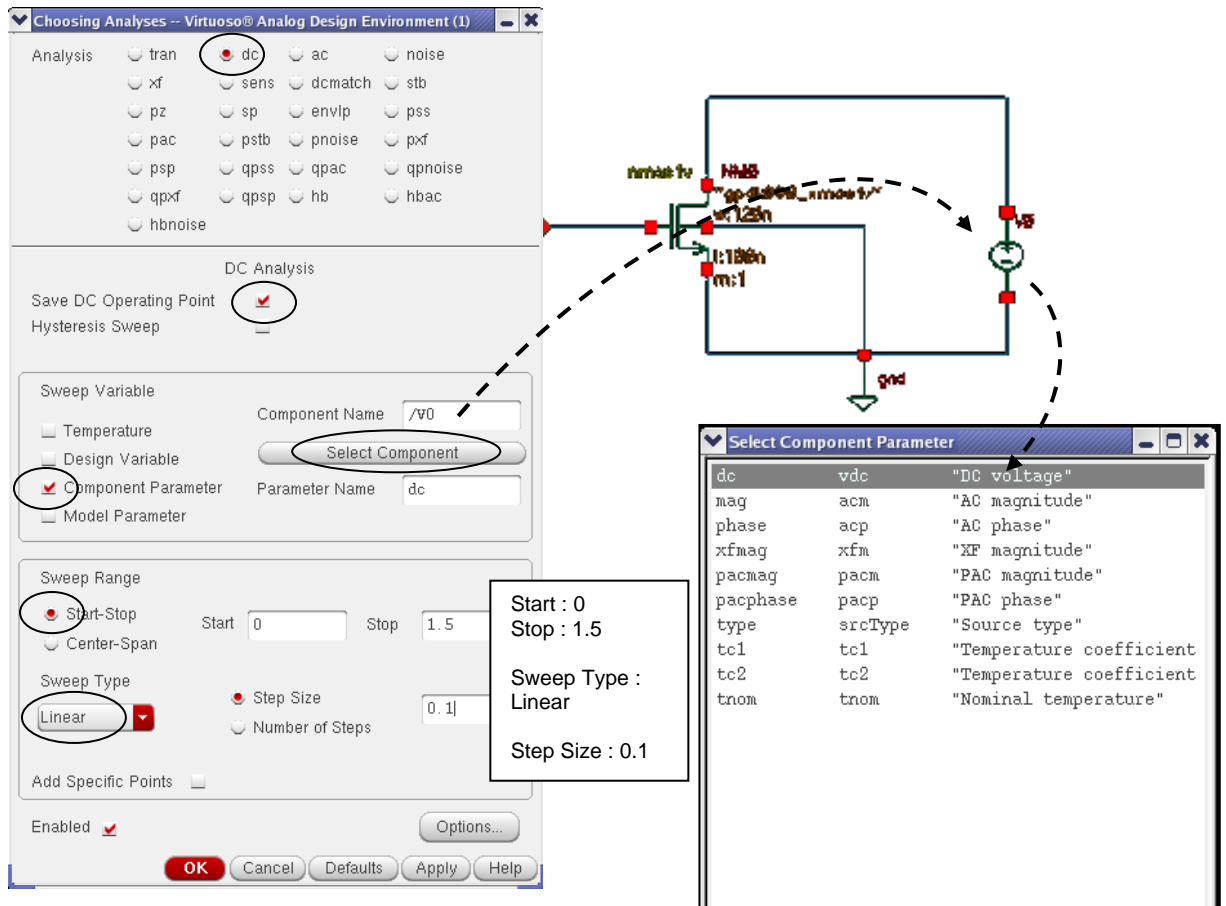 Choosing Analyses -- Virtuoso® Analog Design Environment (1)
Analysis tran dc ac noise
xf sens dcmatch stb
pz sp envlp pss
pac pstb pnoise pxf
psp qpss qpac qpnoise
qpxf qpsp hb hbac
hbnoise
DC Analysis
Save DC Operating Point
Hysteresis Sweep
Sweep Variable
Temperature
Design Variable
Component Parameter
Model Parameter
Component Name /V0
Select Component
Parameter Name dc
Sweep Range
Start-Stop
Center-Span
Start 0 Stop 1.5
Sweep Type
Linear
Step Size
Number of Steps
0.1
Add Specific Points
Enabled
Options...
OK Cancel Defaults Apply Help
Start : 0
Stop : 1.5
Sweep Type :
Linear
Step Size : 0.1
w:120n
m:1
gnd
Select Component Parameter
dc vdc "DC voltage"
mag acm "AC magnitude"
phase acp "AC phase"
xfmag xfm "XF magnitude"
pacmag pacm "PAC magnitude"
pacphase pacp "PAC phase"
type srcType "Source type"
tc1 tc1 "Temperature coefficient
tc2 tc2 "Temperature coefficient
tnom tnom "Nominal temperature"